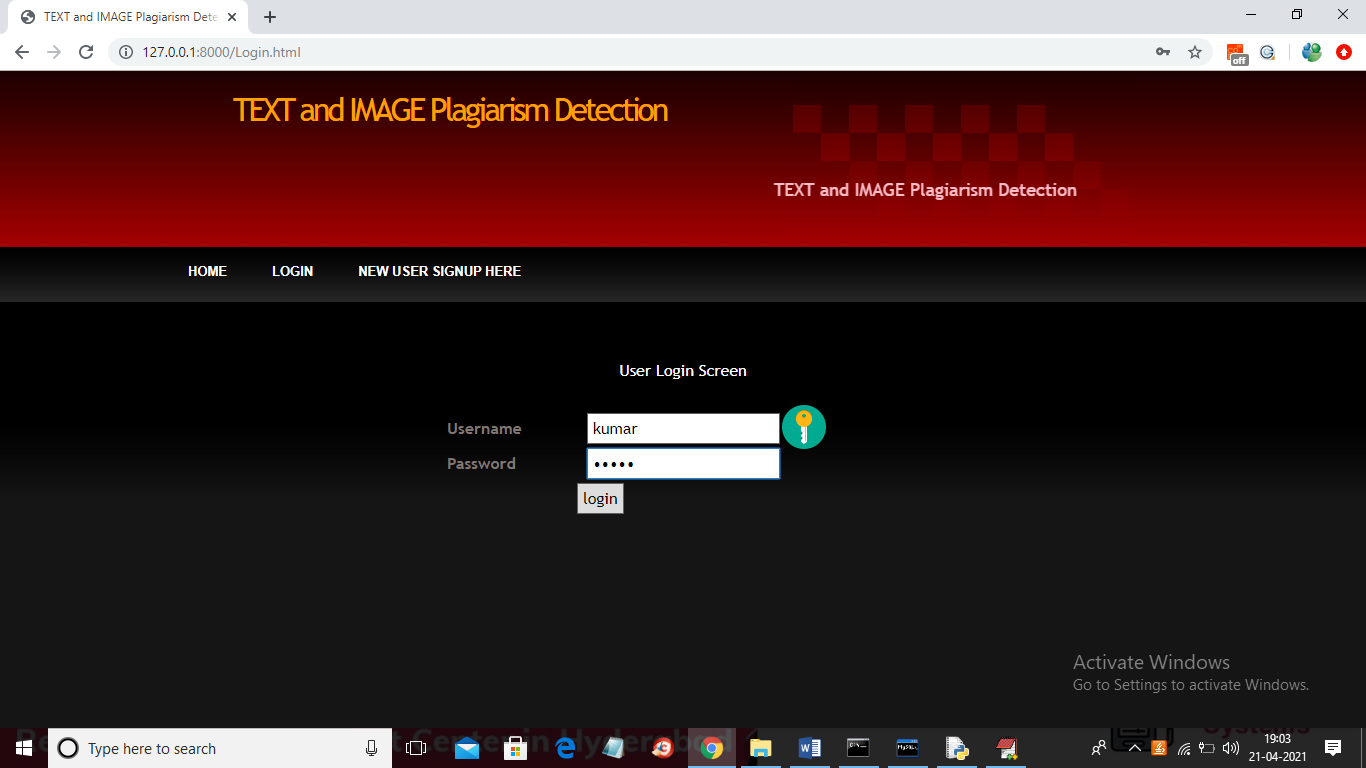 TEXT and IMAGE Plagiarism Dete
127.0.0.1:8000/Login.html
off
TEXT and IMAGE Plagiarism Detection
TEXT and IMAGE Plagiarism Detection
HOME LOGIN NEW USER SIGNUP HERE
User Login Screen
Username kumar
Password •••••
login
Activate Windows
Go to Settings to activate Windows.
Type here to search
19:03
21-04-2021